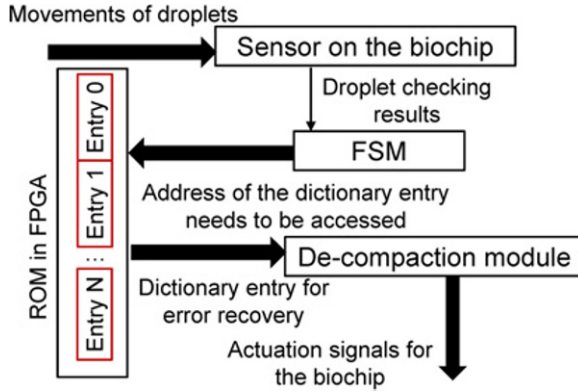 Movements of droplets
Sensor on the biochip
Droplet checking
results
FSM
Address of the dictionary entry
needs to be accessed
ROM in FPGA
Entry 0
Entry 1
...
Entry N
De-compaction module
Dictionary entry for
error recovery
Actuation signals for
the biochip